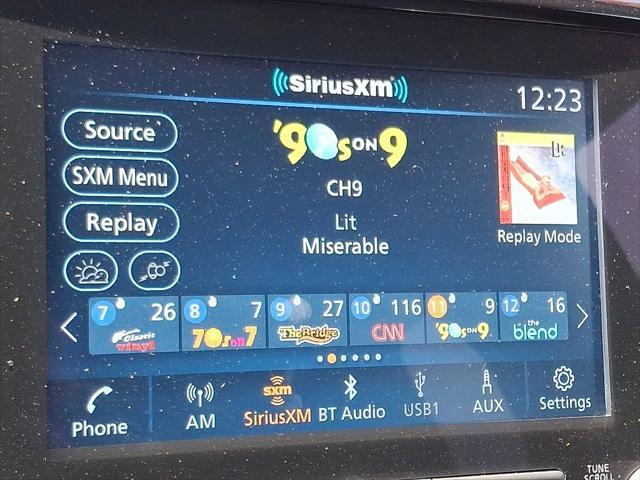 SiriusXM
12:23
Source
'90s ON 9
SXM Menu
CH9
Lit
Replay
Lit
Miserable
Replay Mode
7 26
8 7
9 27
10 116
11 9
12 16
Classic Vinyl
70s on 7
The Bridge
CNN
'90s ON 9
the blend
Phone
AM
sxm
SiriusXM
BT Audio
USB1
AUX
Settings
TUNE
SCROLL